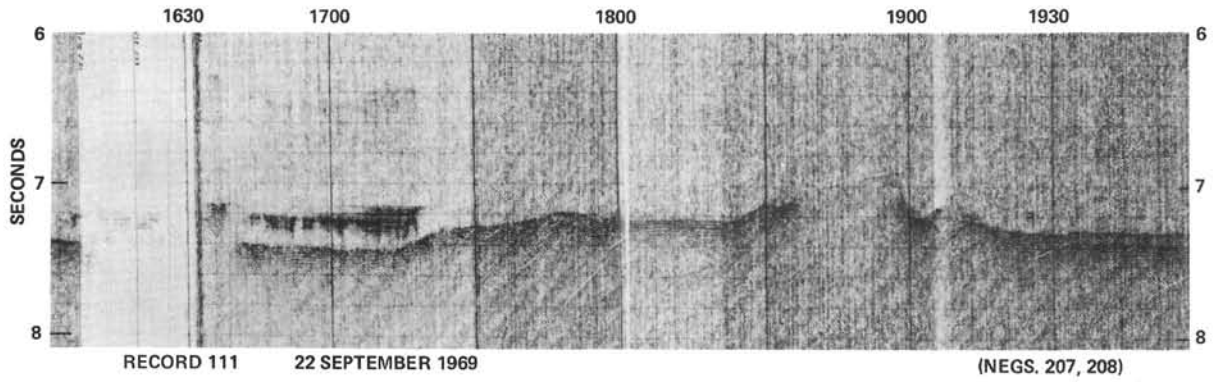 1630 1700 1800 1900 1930
6 6
SECONDS
7 7
8 8
RECORD 111 22 SEPTEMBER 1969 (NEGS. 207, 208)